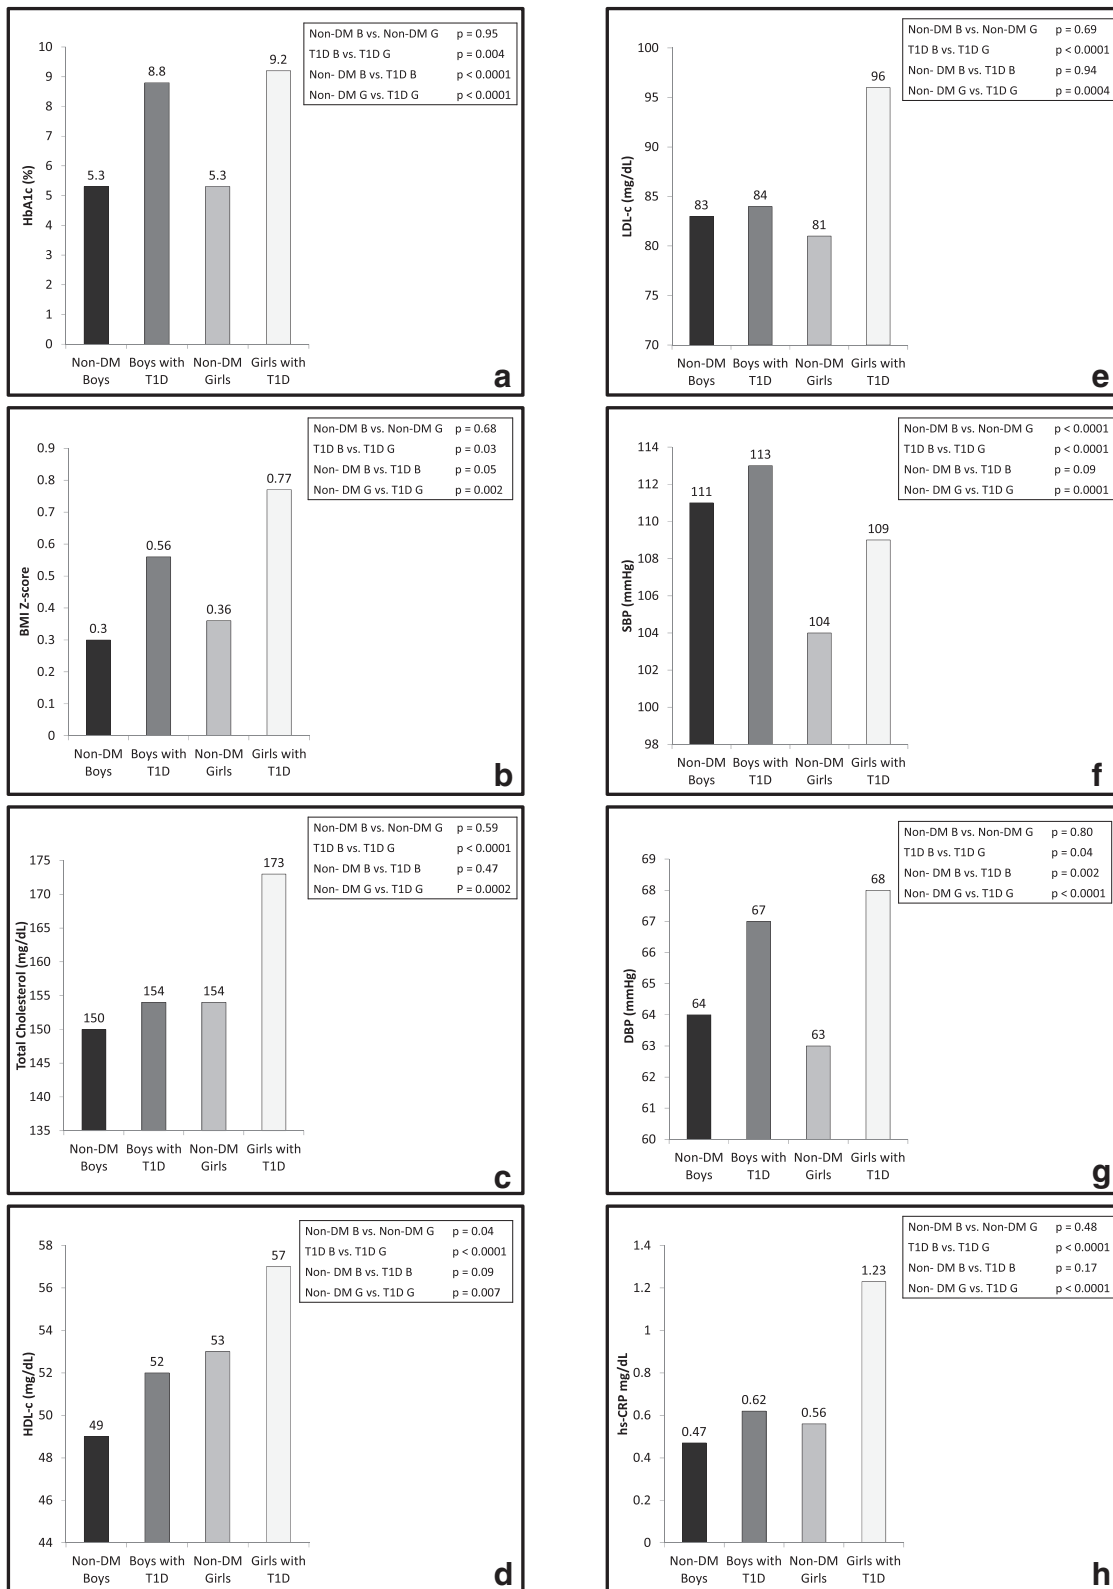 Non-DM B vs. Non-DM G p = 0.95
T1D B vs. T1D G p = 0.004
Non- DM B vs. T1D B p < 0.0001
Non- DM G vs. T1D G p < 0.0001
HbA1c (%)
10
9
8
7
6
5
4
3
2
1
0
5.3
8.8
5.3
9.2
Non-DM Boys with Non-DM Girls with
Boys T1D Girls T1D
a
Non-DM B vs. Non-DM G p = 0.68
T1D B vs. T1D G p = 0.03
Non- DM B vs. T1D B p = 0.05
Non- DM G vs. T1D G p = 0.002
BMI Z-score
0.9
0.8
0.7
0.6
0.5
0.4
0.3
0.2
0.1
0
0.3
0.56
0.36
0.77
Non-DM Boys with Non-DM Girls with
Boys T1D Girls T1D
b
Non-DM B vs. Non-DM G p = 0.59
T1D B vs. T1D G p < 0.0001
Non- DM B vs. T1D B p = 0.47
Non- DM G vs. T1D G P = 0.0002
Total Cholesterol (mg/dL)
175
170
165
160
155
150
145
140
135
150
154
154
173
Non-DM Boys with Non-DM Girls with
Boys T1D Girls T1D
c
Non-DM B vs. Non-DM G p = 0.04
T1D B vs. T1D G p < 0.0001
Non- DM B vs. T1D B p = 0.09
Non- DM G vs. T1D G p = 0.007
HDL-c (mg/dL)
58
56
54
52
50
48
46
44
49
52
53
57
Non-DM Boys with Non-DM Girls with
Boys T1D Girls T1D
d
Non-DM B vs. Non-DM G p = 0.69
T1D B vs. T1D G p < 0.0001
Non- DM B vs. T1D B p = 0.94
Non- DM G vs. T1D G p = 0.0004
LDL-c (mg/dL)
100
95
90
85
80
75
70
83
84
81
96
Non-DM Boys with Non-DM Girls with
Boys T1D Girls T1D
e
Non-DM B vs. Non-DM G p < 0.0001
T1D B vs. T1D G p < 0.0001
Non- DM B vs. T1D B p = 0.09
Non- DM G vs. T1D G p = 0.0001
SBP (mmHg)
114
112
110
108
106
104
102
100
98
111
113
104
109
Non-DM Boys with Non-DM Girls with
Boys T1D Girls T1D
f
Non-DM B vs. Non-DM G p = 0.80
T1D B vs. T1D G p = 0.04
Non- DM B vs. T1D B p = 0.002
Non- DM G vs. T1D G p < 0.0001
DBP (mmHg)
69
68
67
66
65
64
63
62
61
60
64
67
63
68
Non-DM Boys with Non-DM Girls with
Boys T1D Girls T1D
g
Non-DM B vs. Non-DM G p = 0.48
T1D B vs. T1D G p < 0.0001
Non- DM B vs. T1D B p = 0.17
Non- DM G vs. T1D G p < 0.0001
hs-CRP mg/dL
1.4
1.2
1
0.8
0.6
0.4
0.2
0
0.47
0.62
0.56
1.23
Non-DM Boys with Non-DM Girls with
Boys T1D Girls T1D
h